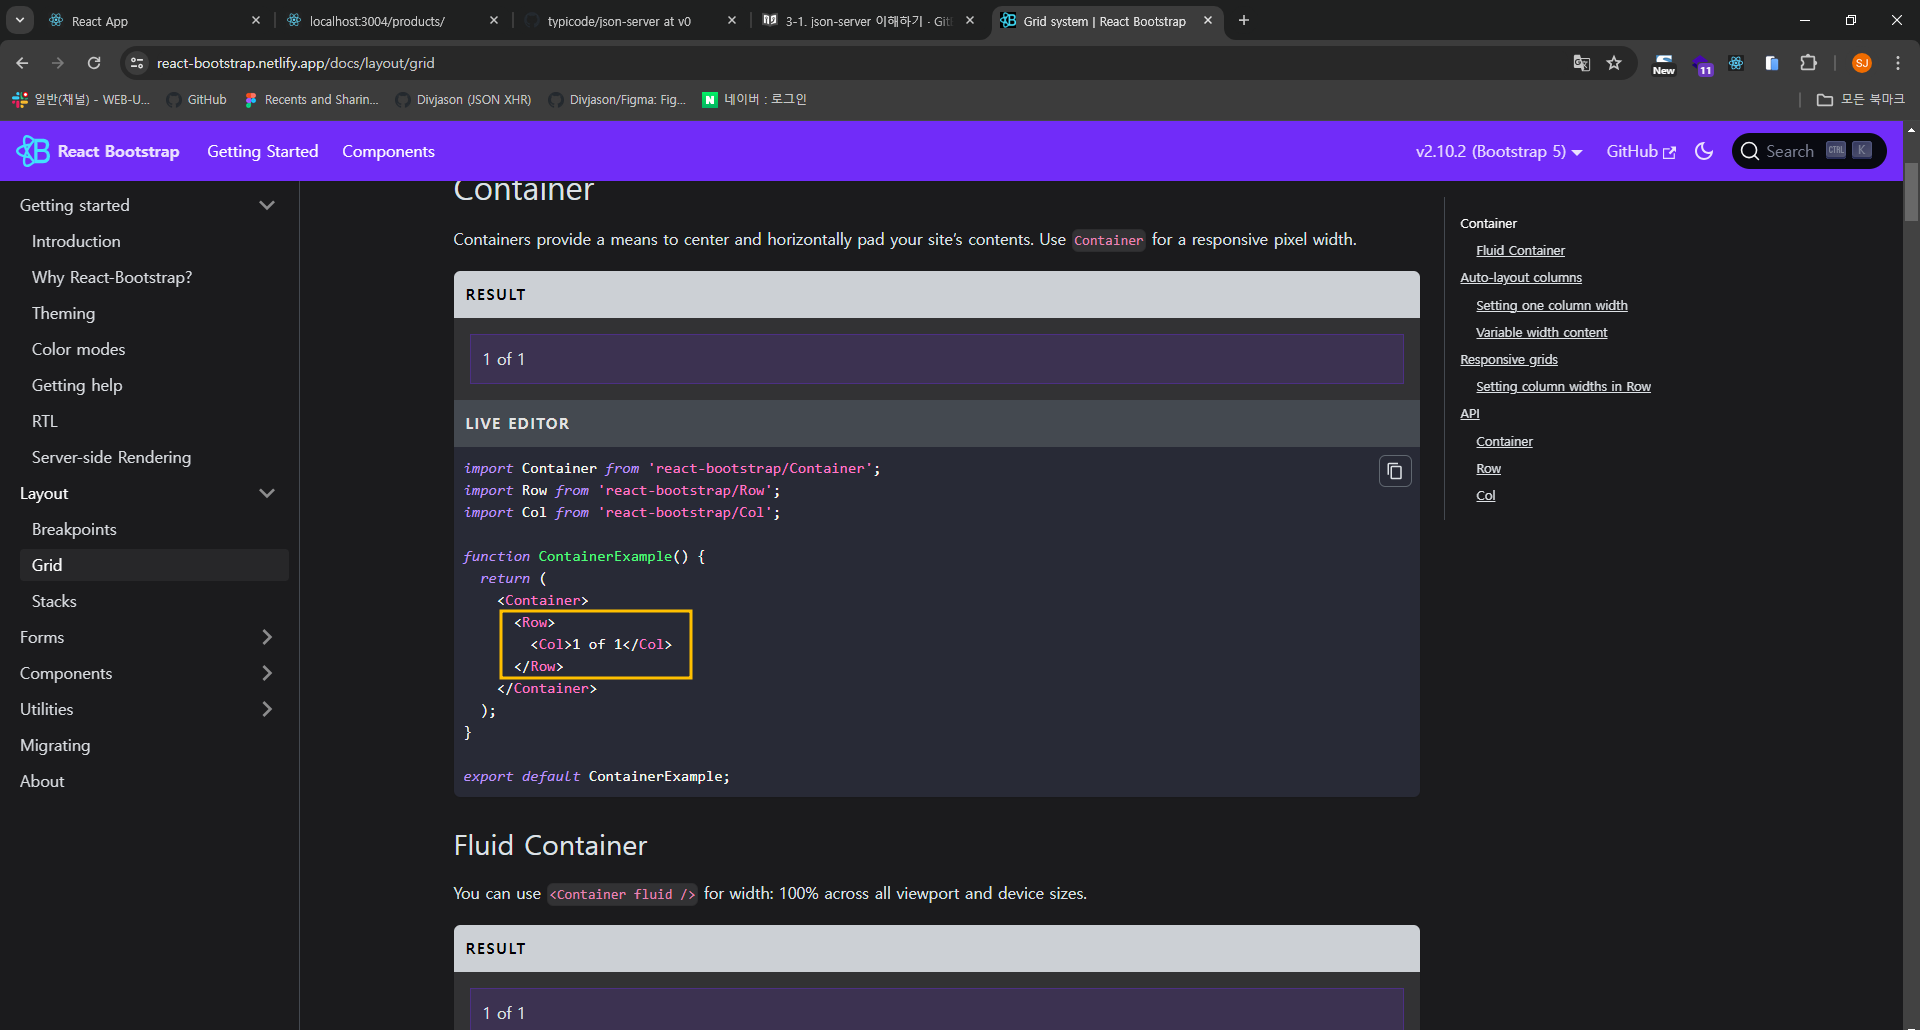 React App
localhost:3004/products/
typicode/json-server at v0
3-1. json-server 이해하기 · Git
Grid system | React Bootstrap
react-bootstrap.netlify.app/docs/layout/grid
New
11
SJ
일반(채널) - WEB-U...
GitHub
Recents and Sharin...
Divjason (JSON XHR)
Divjason/Figma: Fig...
N
네이버 : 로그인
모든 북마크
React Bootstrap
Getting Started
Components
v2.10.2 (Bootstrap 5)
GitHub
Search
CTRL
K
Getting started
Introduction
Why React-Bootstrap?
Theming
Color modes
Getting help
RTL
Server-side Rendering
Layout
Breakpoints
Grid
Stacks
Forms
Components
Utilities
Migrating
About
Container
Containers provide a means to center and horizontally pad your site's contents. Use Container for a responsive pixel width.
RESULT
1 of 1
LIVE EDITOR
import Container from 'react-bootstrap/Container';
import Row from 'react-bootstrap/Row';
import Col from 'react-bootstrap/Col';
function ContainerExample() {
return (
<Container>
<Row>
<Col>1 of 1</Col>
</Row>
</Container>
);
}
export default ContainerExample;
Fluid Container
You can use <Container fluid /> for width: 100% across all viewport and device sizes.
RESULT
1 of 1
Container
Fluid Container
Auto-layout columns
Setting one column width
Variable width content
Responsive grids
Setting column widths in Row
API
Container
Row
Col